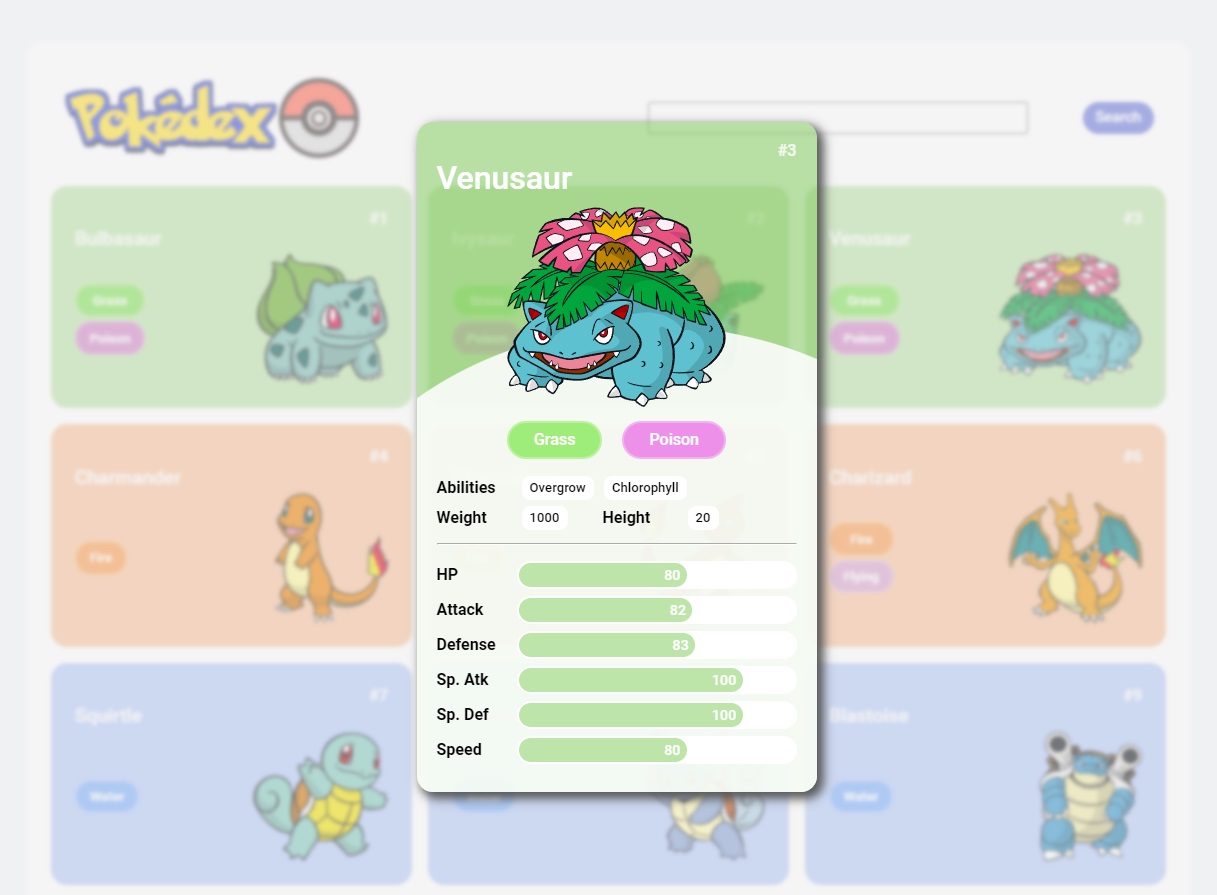 Pokédex
Search
#3
Venusaur
#1
Bulbasaur
Grass
Poison
#2
Ivysaur
Grass
Poison
#3
Venusaur
Grass
Poison
Grass Poison
Abilities Overgrow Chlorophyll
Weight 1000 Height 20
HP 80
Attack 82
Defense 83
Sp. Atk 100
Sp. Def 100
Speed 80
#4
Charmander
Fire
#6
Charizard
Fire
Flying
#7
Squirtle
Water
#9
Blastoise
Water